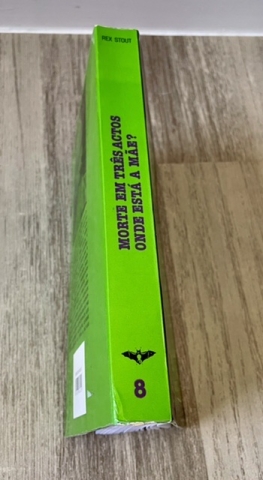 REX STOUT
MORTE EM TRÊS ACTOS
ONDE ESTÁ A MÃE?
8